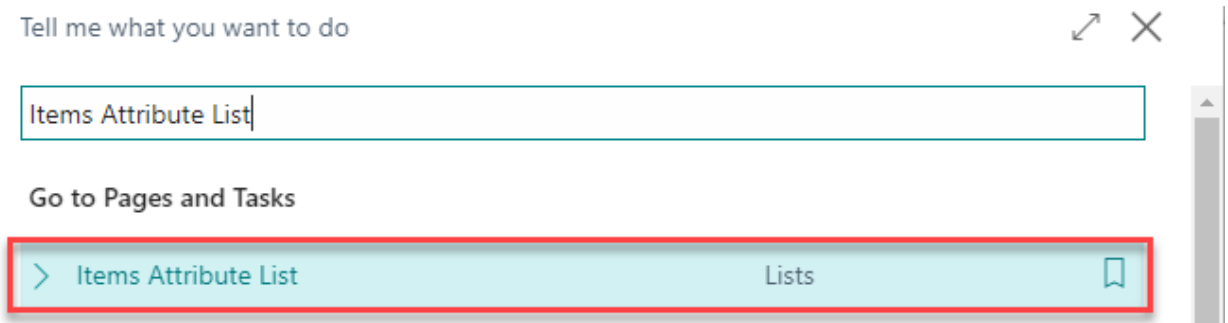 Tell me what you want to do
Items Attribute List
Go to Pages and Tasks
Items Attribute List Lists